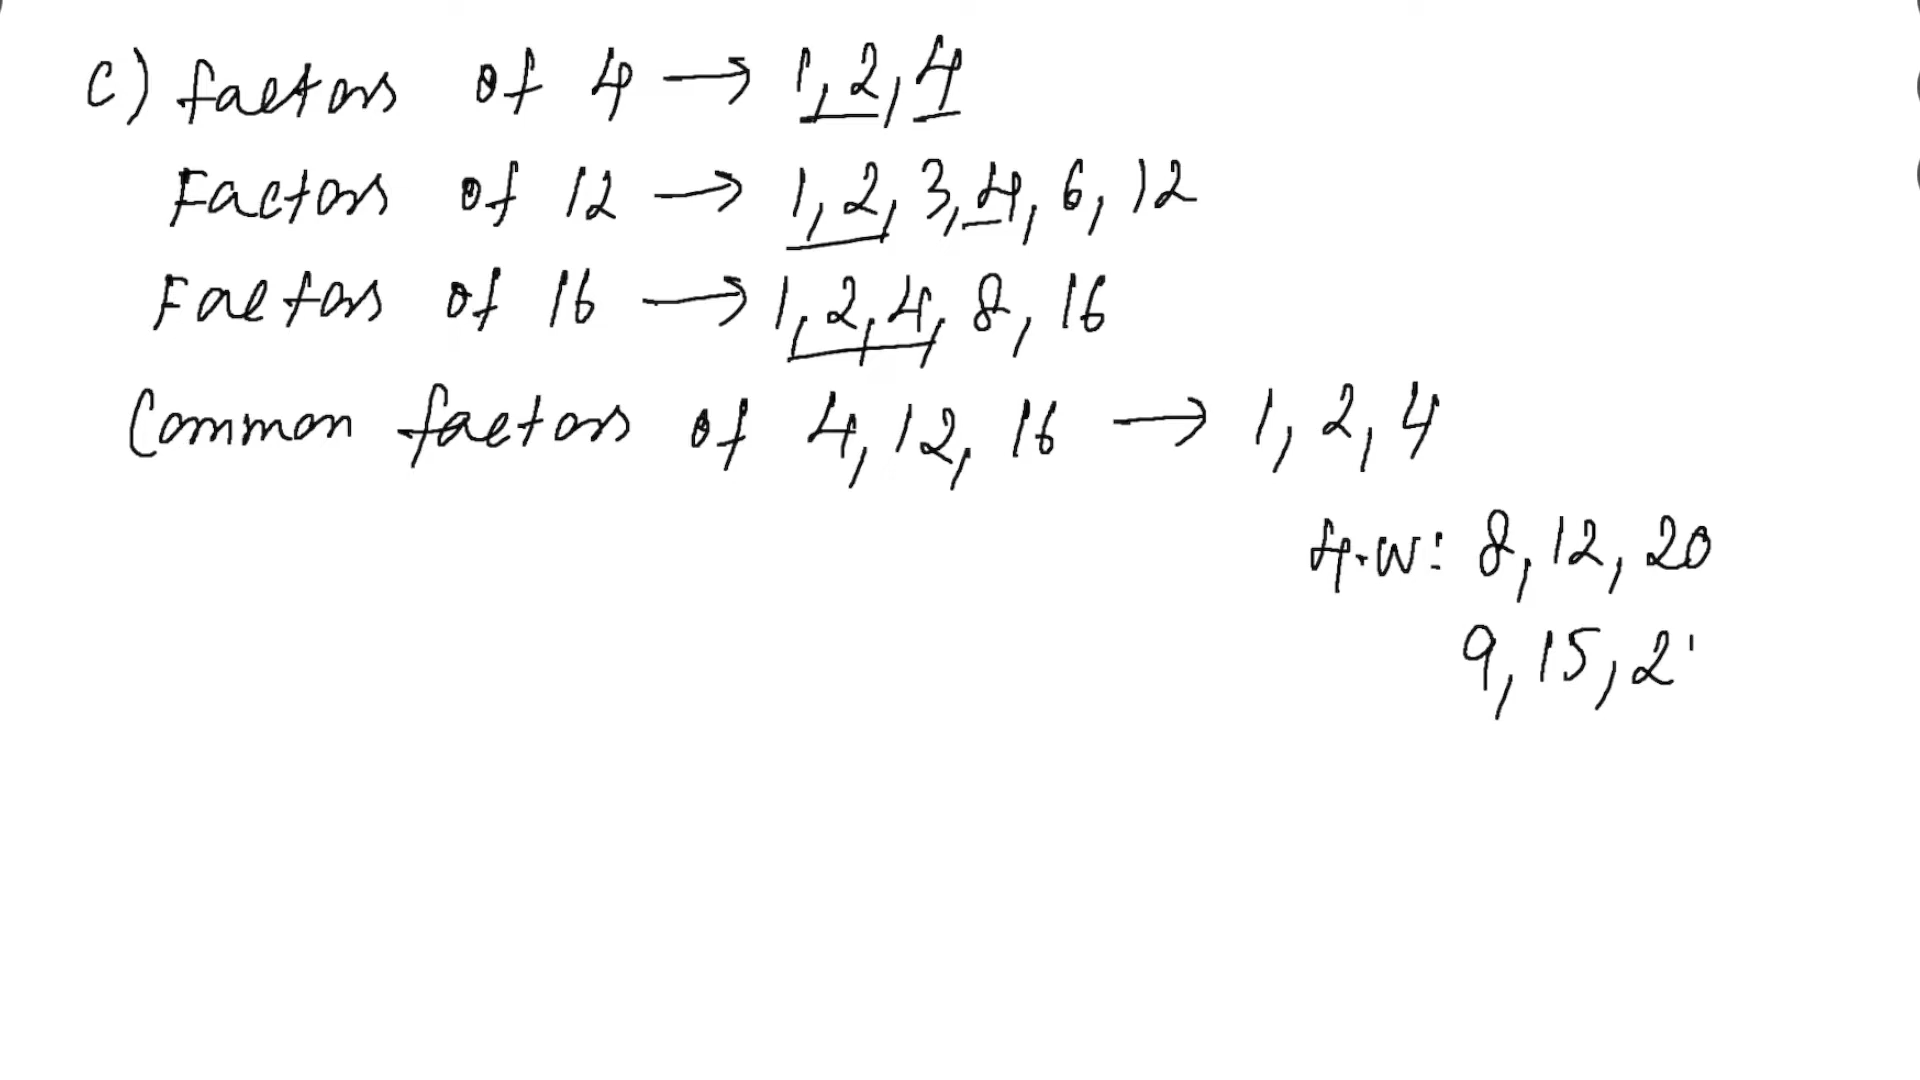 c) factors of 4 → 1, 2, 4
Factors of 12 → 1, 2, 3, 4, 6, 12
Factors of 16 → 1, 2, 4, 8, 16
Common factors of 4, 12, 16 → 1, 2, 4
H.W: 8, 12, 20
9, 15, 2